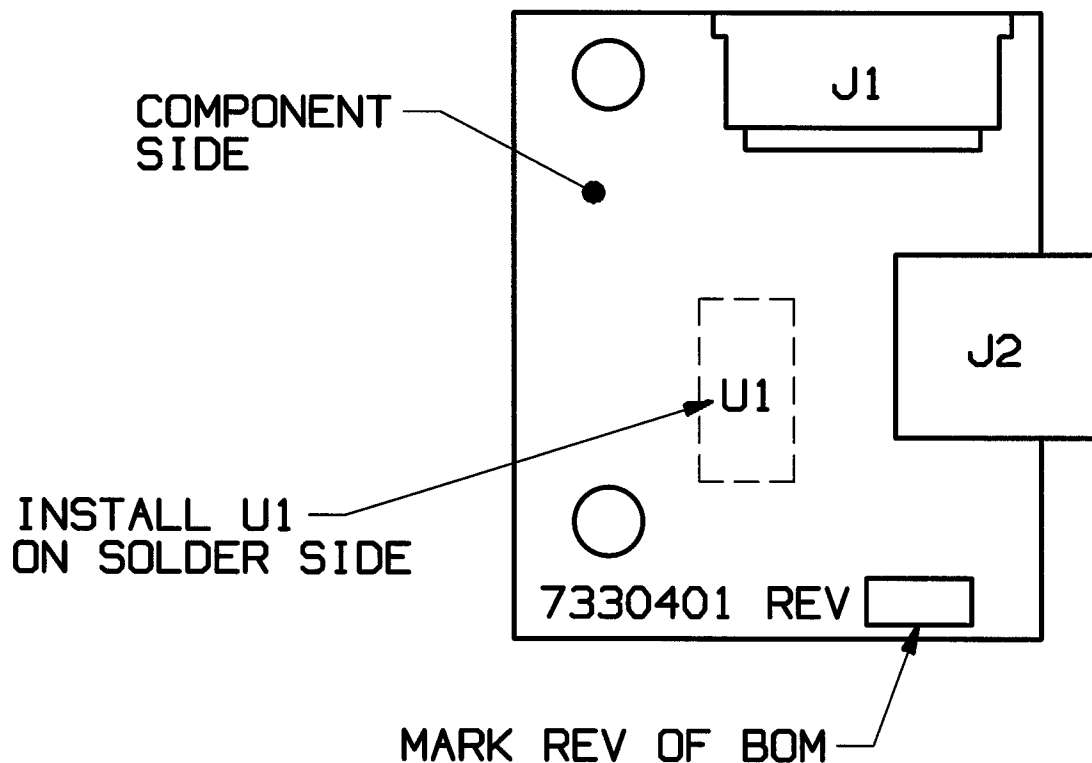 J1
COMPONENT
SIDE
J2
U1
INSTALL U1
ON SOLDER SIDE
7330401 REV
MARK REV OF BOM